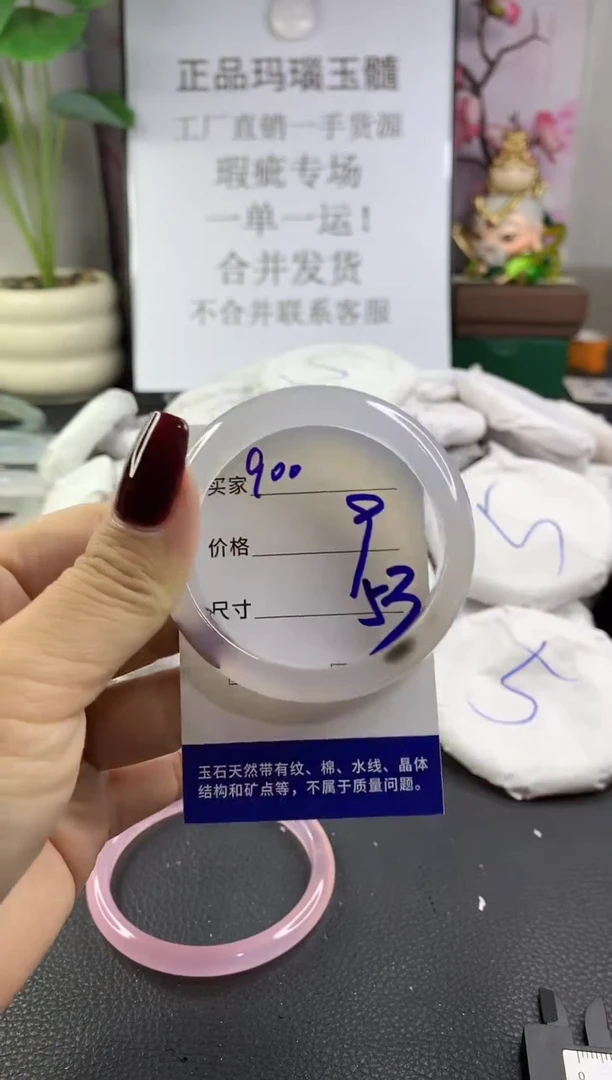 正品玛瑙玉髓
工厂直销一手货源
瑕疵专场
一单一运！
合并发货
不合并联系客服
买家 900
价格 9
尺寸 53
玉石天然带有纹、棉、水线、晶体
结构和矿点等，不属于质量问题。
5
5
0